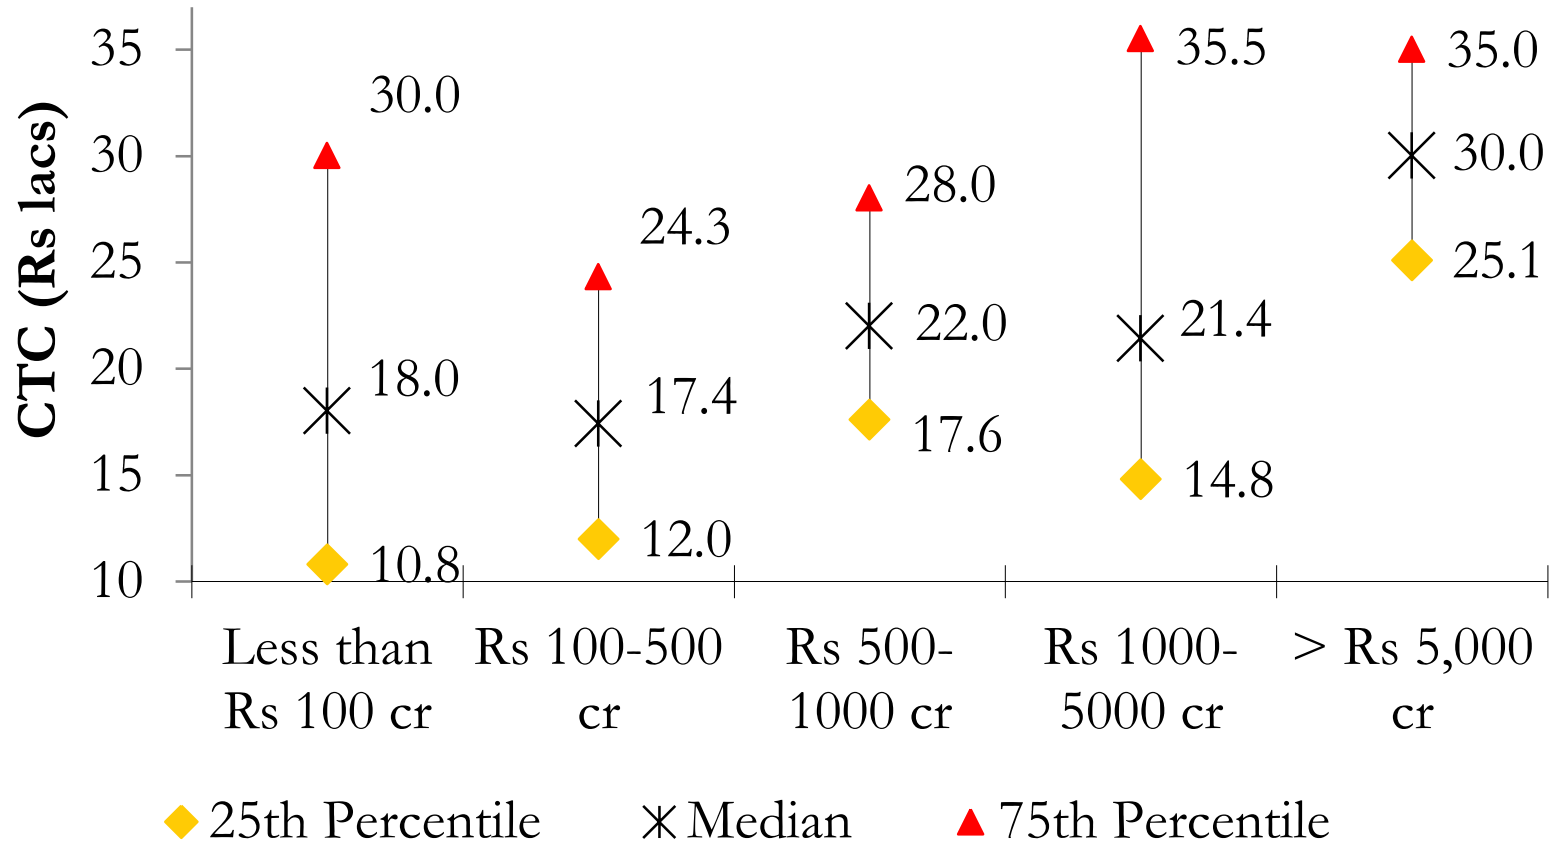 CTC (Rs lacs)
35
30
25
20
15
10
30.0
18.0
10.8
24.3
17.4
12.0
28.0
22.0
17.6
35.5
21.4
14.8
35.0
30.0
25.1
Less than
Rs 100 cr
Rs 100-500
cr
Rs 500-
1000 cr
Rs 1000-
5000 cr
> Rs 5,000
cr
25th Percentile
Median
75th Percentile